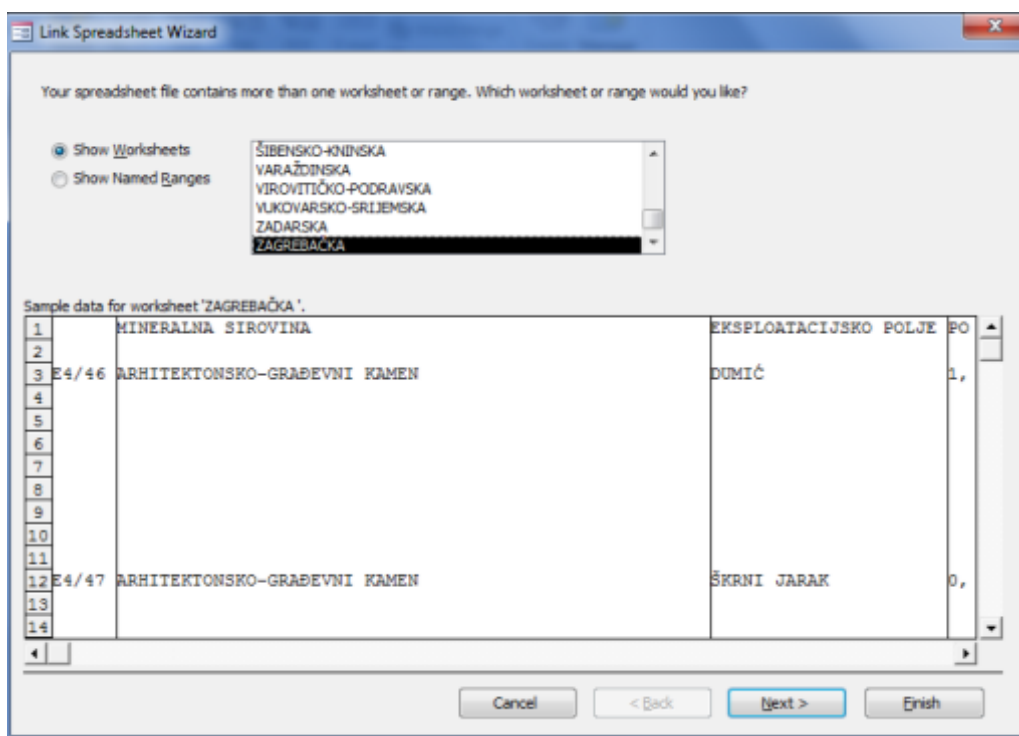 Link Spreadsheet Wizard
Your spreadsheet file contains more than one worksheet or range. Which worksheet or range would you like?
Show Worksheets
Show Named Ranges
ŠIBENSKO-KNINSKA
VARAŽDINSKA
VIROVITIČKO-PODRAVSKA
VUKOVARSKO-SRIJEMSKA
ZADARSKA
ZAGREBAČKA
Sample data for worksheet 'ZAGREBAČKA '.
1 MINERALNA SIROVINA EKSPLOATACIJSKO POLJE PO
2
3 E4/46 ARHITEKTONSKO-GRAĐEVNI KAMEN DUMIĆ 1,
4
5
6
7
8
9
10
11
12 E4/47 ARHITEKTONSKO-GRAĐEVNI KAMEN ŠKRNI JARAK 0,
13
14
Cancel < Back Next > Finish